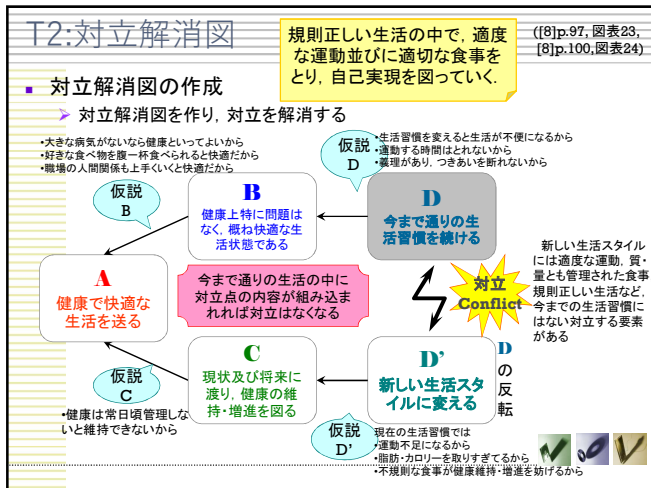 T2:対立解消図
規則正しい生活の中で，適度
な運動並びに適切な食事を
とり，自己実現を図っていく．
([8]p.97,図表23,
[8]p.100,図表24)
対立解消図の作成
対立解消図を作り，対立を解消する
•大きな病気がないなら健康といってよいから
•好きな食べ物を腹一杯食べられると快適だから
•職場の人間関係も上手くいくと快適だから
仮説
B
•生活習慣を変えると生活が不便になるから
•運動する時間はとれないから
•義理があり，つきあいを断れないから
仮説
D
B
健康上特に問題は
なく，概ね快適な生
活状態である
D
今まで通りの生
活習慣を続ける
A
健康で快適な
生活を送る
今まで通りの生活の中に
対立点の内容が組み込ま
れれば対立はなくなる
対立
Conflict
新しい生活スタイル
には適度な運動，質・
量とも管理された食事
規則正しい生活など，
今までの生活習慣に
はない対立する要素
がある
C
現状及び将来に
渡り，健康の維
持・増進を図る
D'
新しい生活スタ
イルに変える
D
の
反
転
仮説
C
•健康は常日頃管理しな
いと維持できないから
仮説
D'
現在の生活習慣では
•運動不足になるから
•脂肪・カロリーを取りすぎてるから
•不規則な食事が健康維持・増進を妨げるから